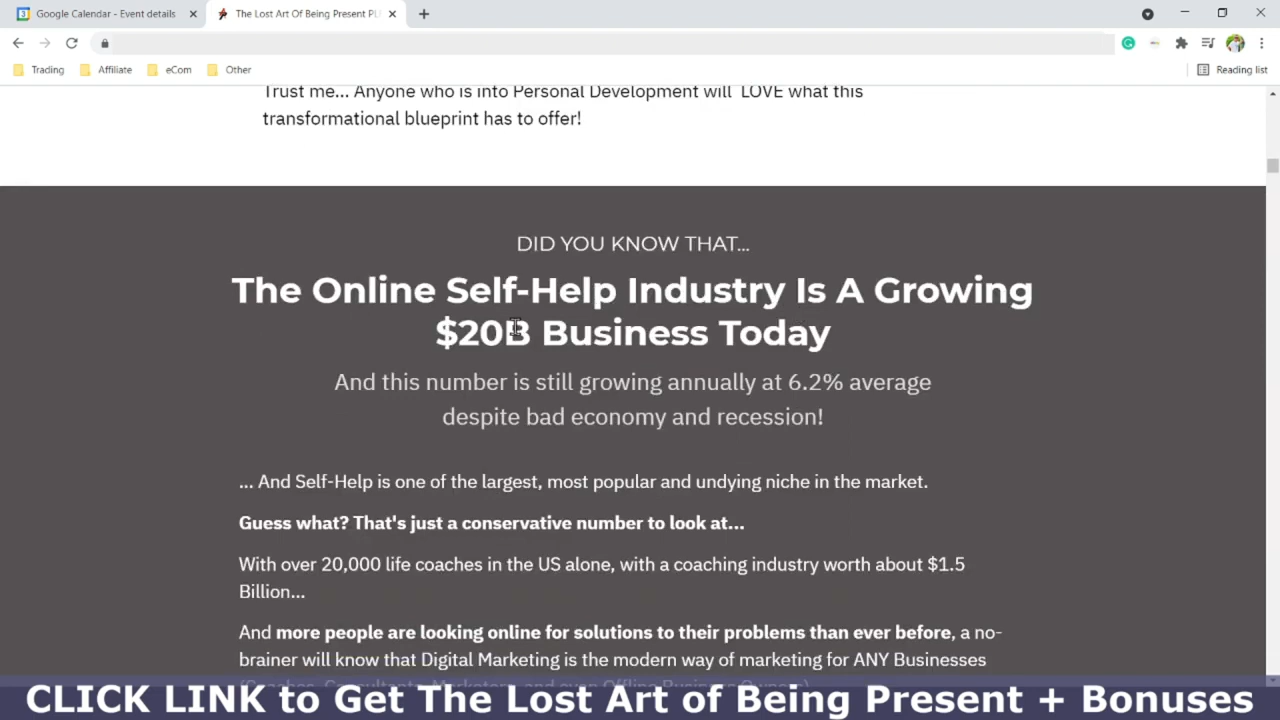 Google Calendar - Event details
The Lost Art Of Being Present PL
Trading
Affiliate
eCom
Other
Reading list
Trust me... Anyone who is into Personal Development will LOVE what this
transformational blueprint has to offer!
DID YOU KNOW THAT...
The Online Self-Help Industry Is A Growing
$20B Business Today
And this number is still growing annually at 6.2% average
despite bad economy and recession!
... And Self-Help is one of the largest, most popular and undying niche in the market.
Guess what? That's just a conservative number to look at...
With over 20,000 life coaches in the US alone, with a coaching industry worth about $1.5
Billion...
And more people are looking online for solutions to their problems than ever before, a no-
brainer will know that Digital Marketing is the modern way of marketing for ANY Businesses
CLICK LINK to Get The Lost Art of Being Present + Bonuses